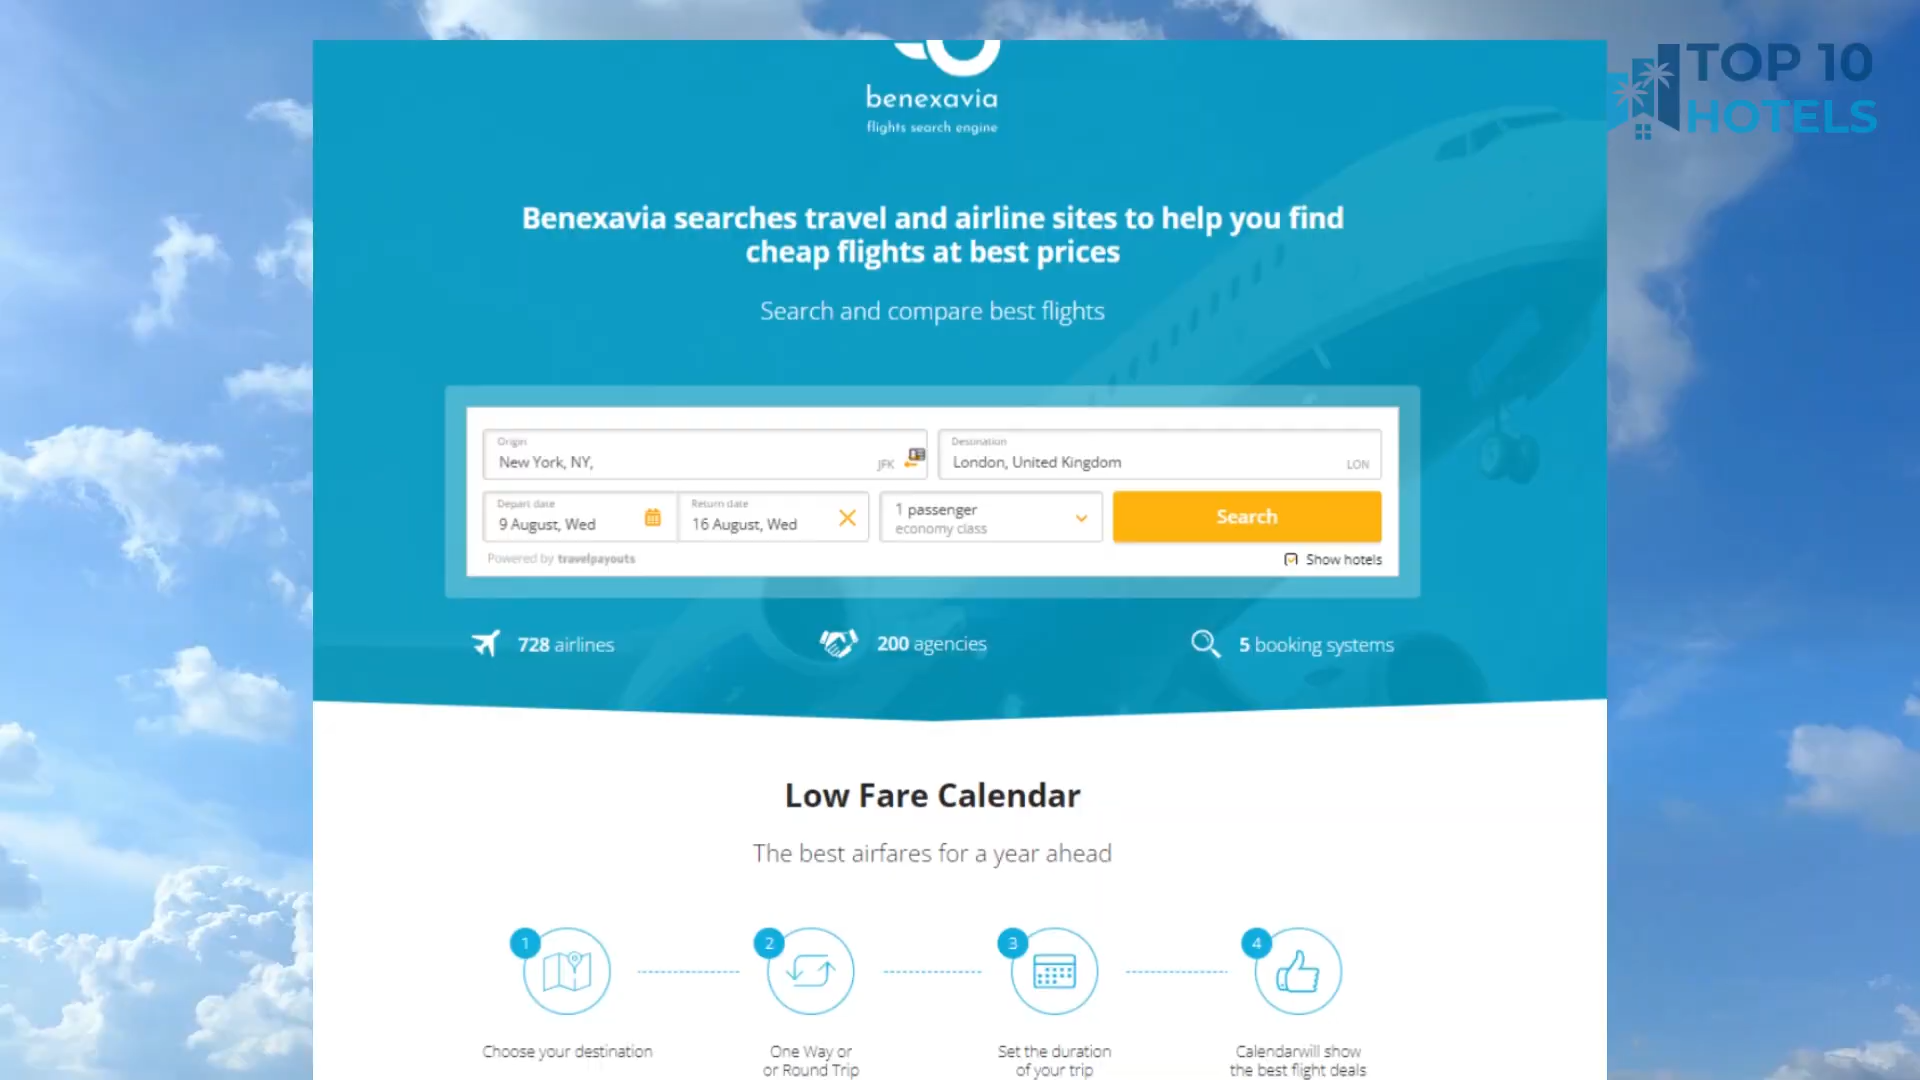 TOP 10
HOTELS
benexavia
flights search engine
Benexavia searches travel and airline sites to help you find
cheap flights at best prices
Search and compare best flights
Origin
New York, NY,
JFK
Destination
London, United Kingdom
LON
Depart date
9 August, Wed
Return date
16 August, Wed
1 passenger
economy class
Search
Powered by travelpayouts
Show hotels
728 airlines
200 agencies
5 booking systems
Low Fare Calendar
The best airfares for a year ahead
1
2
3
4
Choose your destination
One Way or
or Round Trip
Set the duration
of your trip
Calendarwill show
the best flight deals